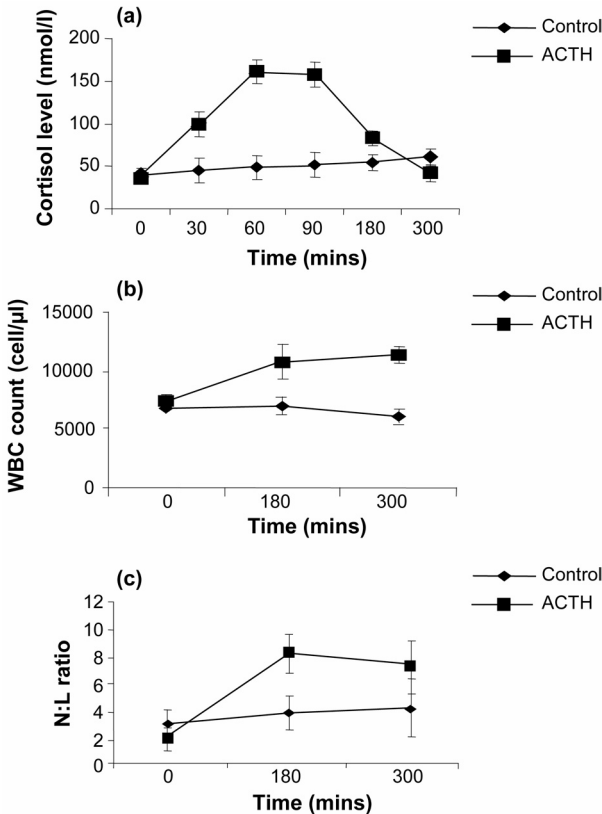 (a)
Control
ACTH
Cortisol level (nmol/l)
200
150
100
50
0
0 30 60 90 180 300
Time (mins)
(b)
Control
ACTH
WBC count (cell/µl)
15000
10000
5000
0
0 180 300
Time (mins)
(c)
Control
ACTH
N:L ratio
12
10
8
6
4
2
0
0 180 300
Time (mins)